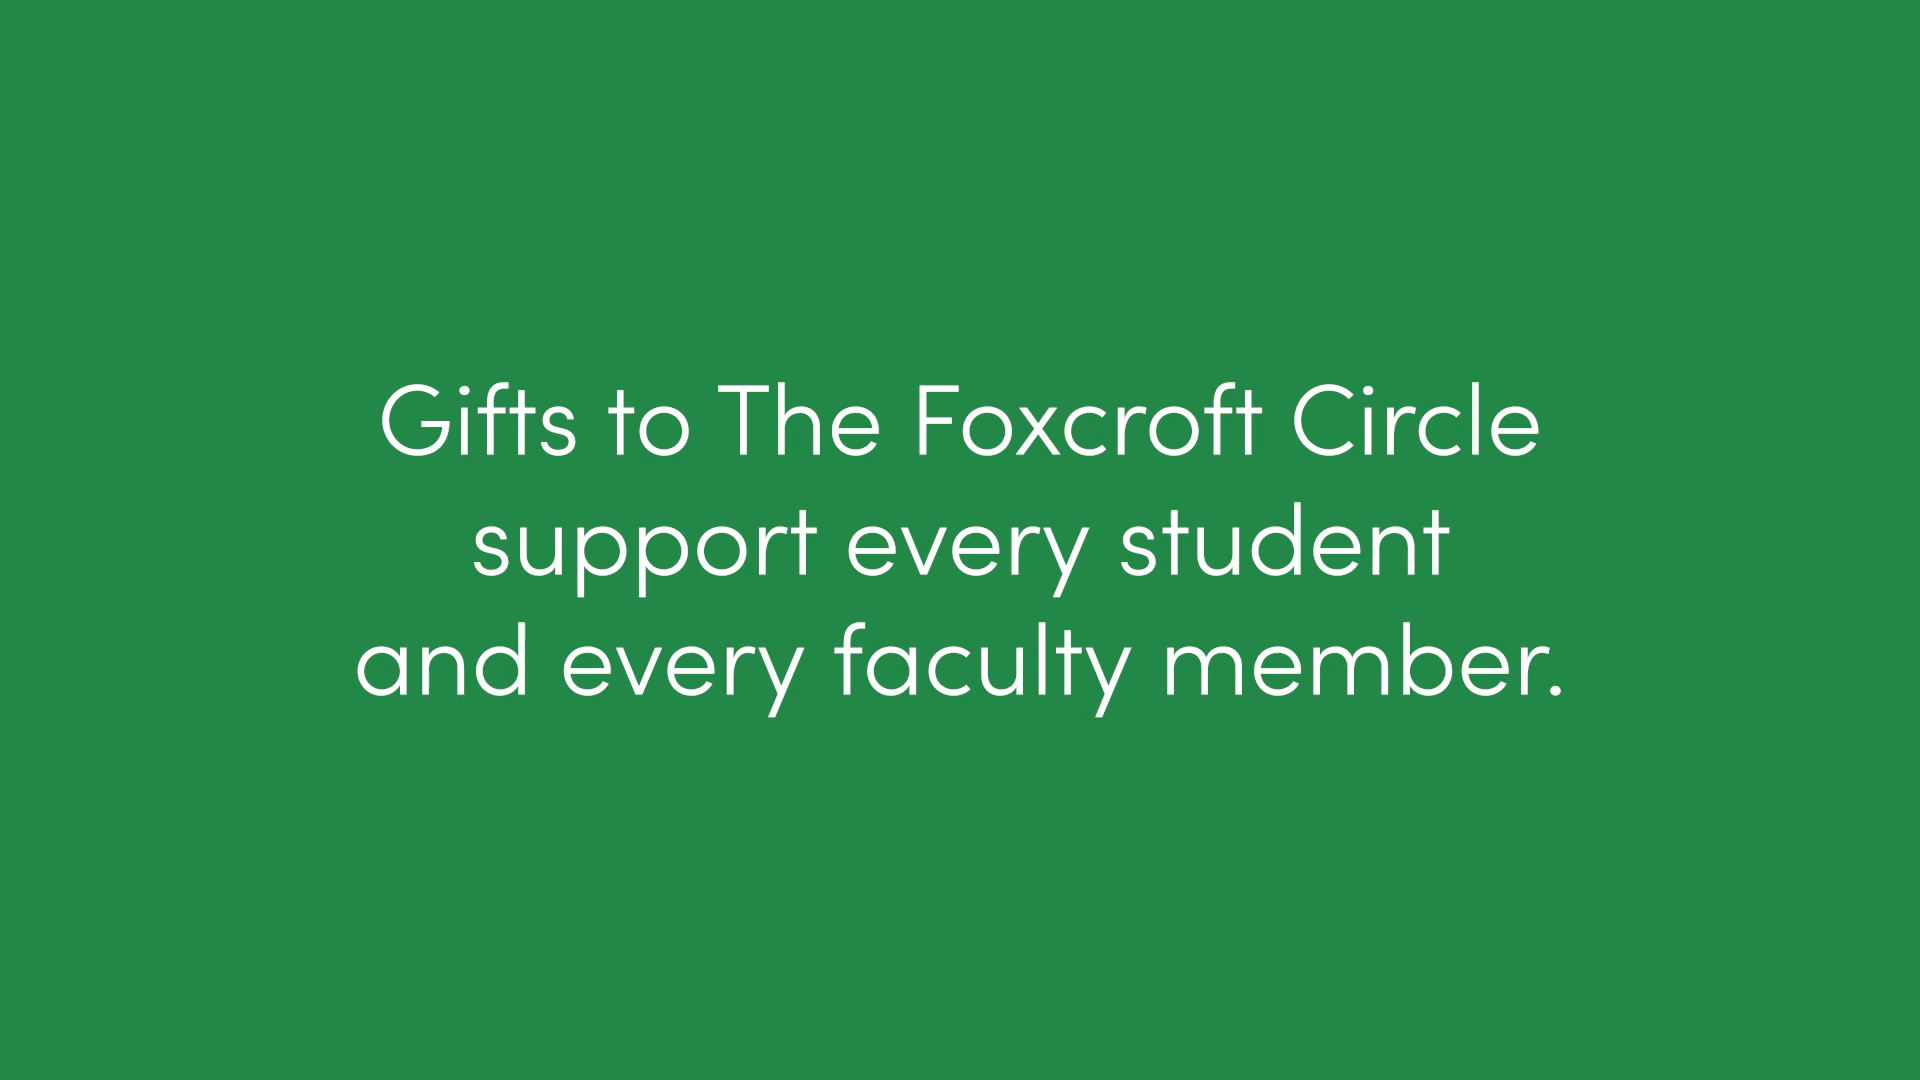 Gifts to The Foxcroft Circle
support every student
and every faculty member.